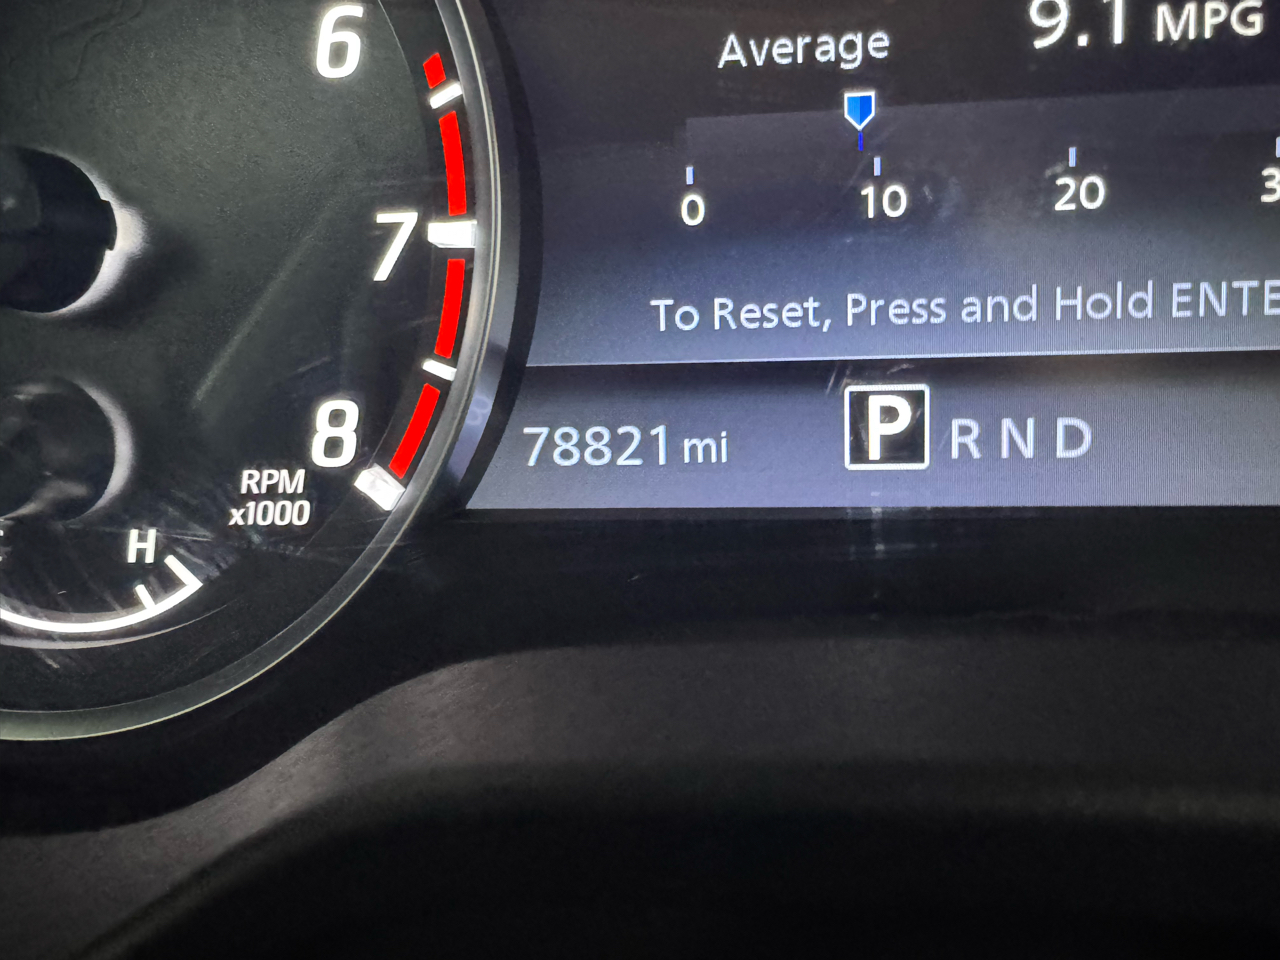 6
7
8
RPM
x1000
H
Average 9.1 MPG
0 10 20
To Reset, Press and Hold ENTE
78821 mi P R N D